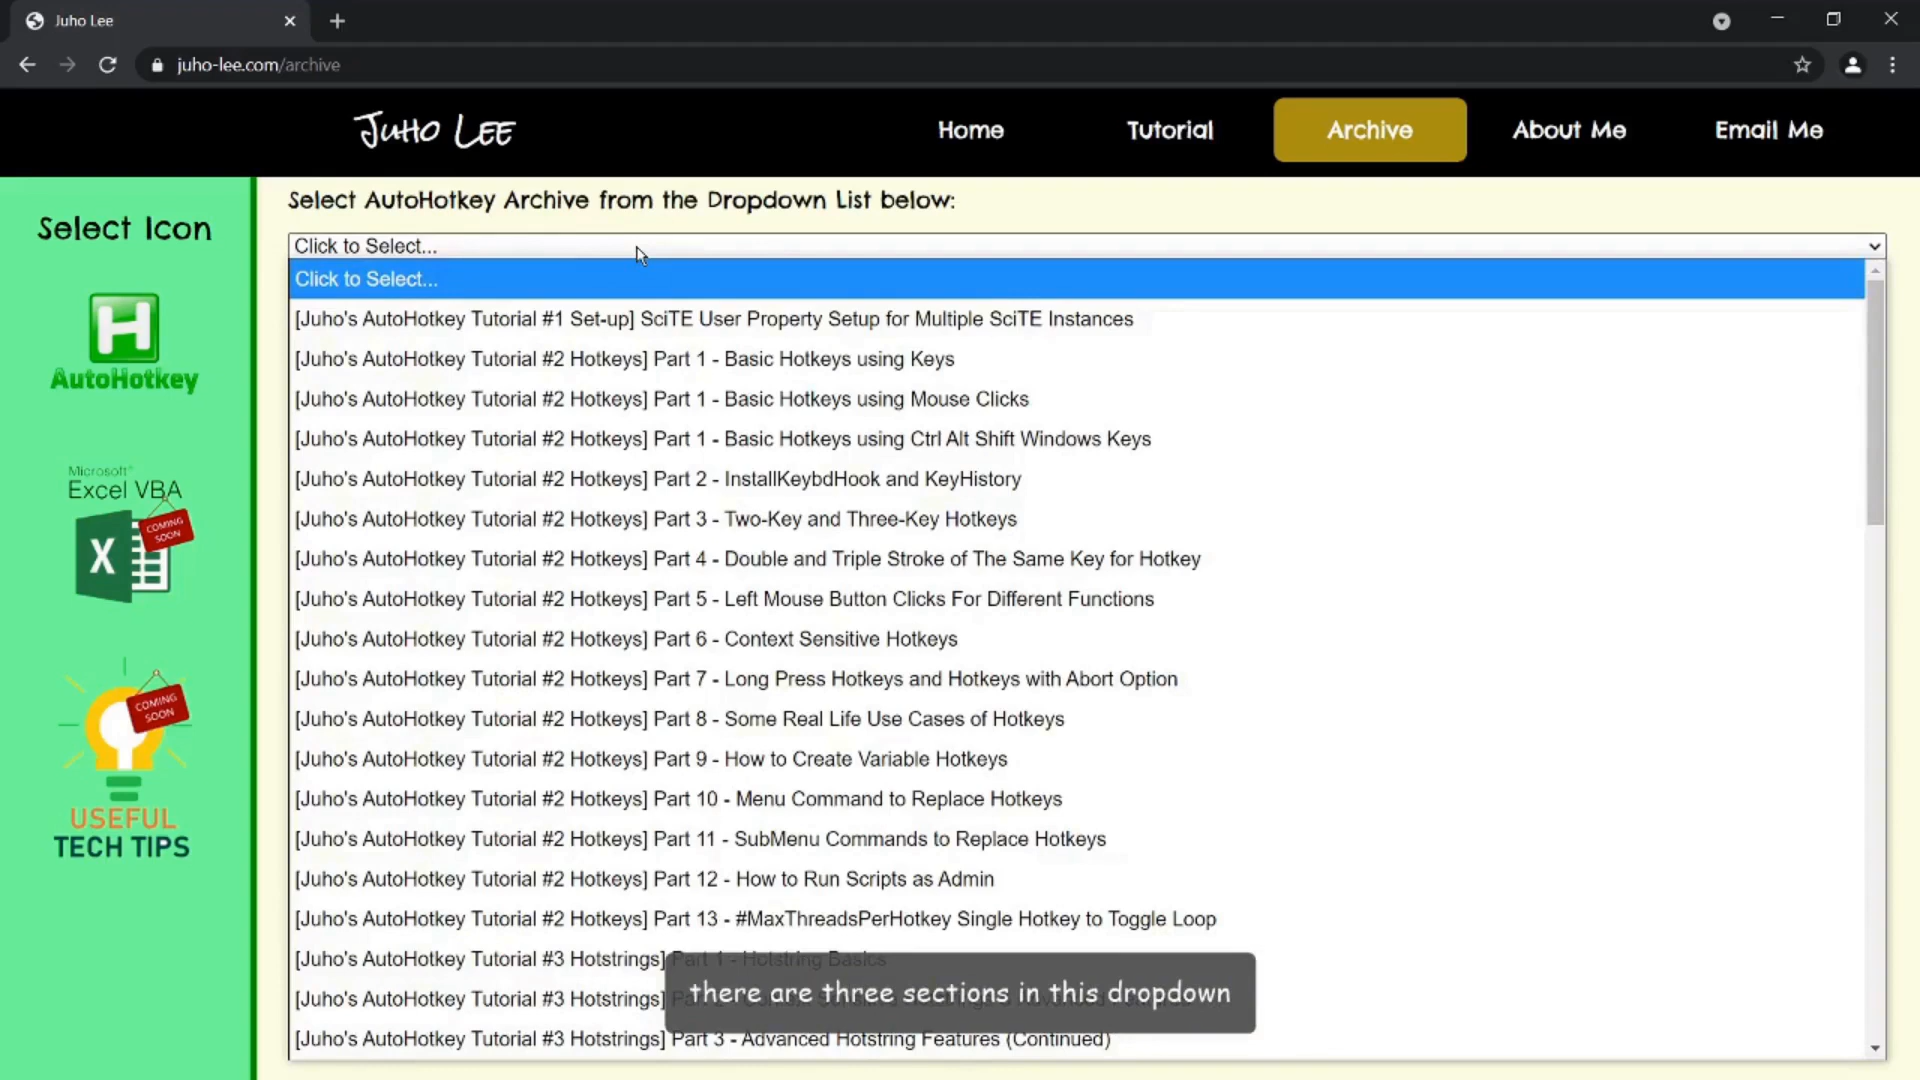 Juho Lee
juho-lee.com/archive
Juho Lee
Home
Tutorial
Archive
About Me
Email Me
Select Icon
AutoHotkey
Microsoft
Excel VBA
COMING
SOON
COMING
SOON
USEFUL
TECH TIPS
Select AutoHotkey Archive from the Dropdown List below:
Click to Select...
Click to Select...
[Juho's AutoHotkey Tutorial #1 Set-up] SciTE User Property Setup for Multiple SciTE Instances
[Juho's AutoHotkey Tutorial #2 Hotkeys] Part 1 - Basic Hotkeys using Keys
[Juho's AutoHotkey Tutorial #2 Hotkeys] Part 1 - Basic Hotkeys using Mouse Clicks
[Juho's AutoHotkey Tutorial #2 Hotkeys] Part 1 - Basic Hotkeys using Ctrl Alt Shift Windows Keys
[Juho's AutoHotkey Tutorial #2 Hotkeys] Part 2 - InstallKeybdHook and KeyHistory
[Juho's AutoHotkey Tutorial #2 Hotkeys] Part 3 - Two-Key and Three-Key Hotkeys
[Juho's AutoHotkey Tutorial #2 Hotkeys] Part 4 - Double and Triple Stroke of The Same Key for Hotkey
[Juho's AutoHotkey Tutorial #2 Hotkeys] Part 5 - Left Mouse Button Clicks For Different Functions
[Juho's AutoHotkey Tutorial #2 Hotkeys] Part 6 - Context Sensitive Hotkeys
[Juho's AutoHotkey Tutorial #2 Hotkeys] Part 7 - Long Press Hotkeys and Hotkeys with Abort Option
[Juho's AutoHotkey Tutorial #2 Hotkeys] Part 8 - Some Real Life Use Cases of Hotkeys
[Juho's AutoHotkey Tutorial #2 Hotkeys] Part 9 - How to Create Variable Hotkeys
[Juho's AutoHotkey Tutorial #2 Hotkeys] Part 10 - Menu Command to Replace Hotkeys
[Juho's AutoHotkey Tutorial #2 Hotkeys] Part 11 - SubMenu Commands to Replace Hotkeys
[Juho's AutoHotkey Tutorial #2 Hotkeys] Part 12 - How to Run Scripts as Admin
[Juho's AutoHotkey Tutorial #2 Hotkeys] Part 13 - #MaxThreadsPerHotkey Single Hotkey to Toggle Loop
[Juho's AutoHotkey Tutorial #3 Hotstrings] Part 1 - Hotstring Basics
[Juho's AutoHotkey Tutorial #3 Hotstrings]
there are three sections in this dropdown
[Juho's AutoHotkey Tutorial #3 Hotstrings] Part 3 - Advanced Hotstring Features (Continued)